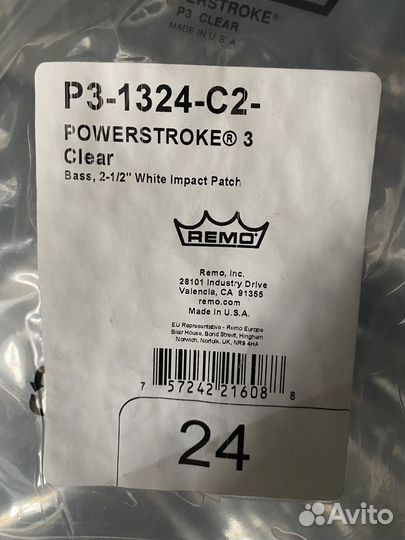 POWERSTROKE®
P3 CLEAR
MADE IN U.S.A.
P3-1324-C2-
POWERSTROKE® 3
Clear
Bass, 2-1/2" White Impact Patch
REMO
Remo, Inc.
28101 Industry Drive
Valencia, CA 91355
remo.com
Made in U.S.A.
EU Representative - Remo Europe
Blair House, Bond Street, Hingham
Norwich, Norfolk, UK, NR9 4HA
7 57242 21608 8
24
Avito